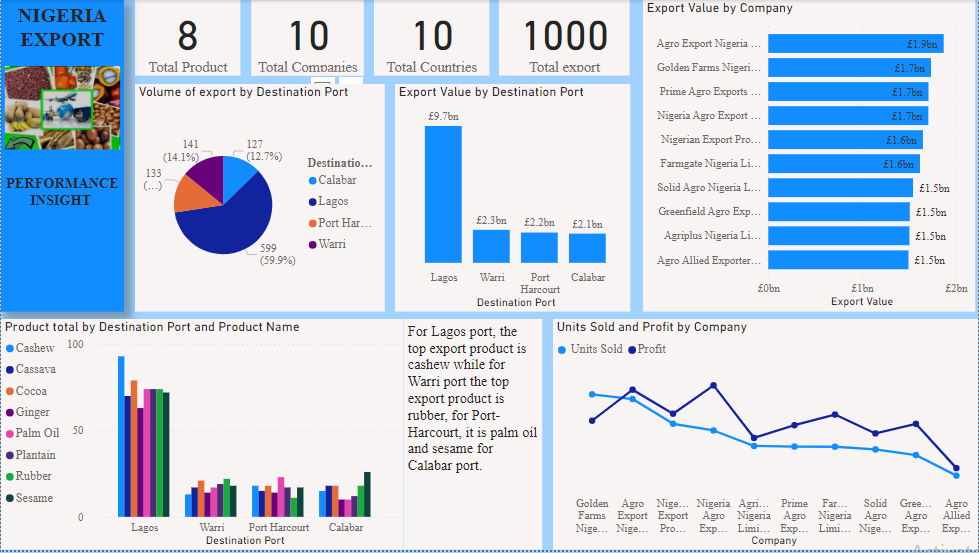 NIGERIA
EXPORT
PERFORMANCE
INSIGHT
8
Total Product
10
Total Companies
10
Total Countries
1000
Total export
Volume of export by Destination Port
141
(14.1%)
127
(12.7%)
133
(...)
599
(59.9%)
Destinatio...
Calabar
Lagos
Port Har...
Warri
Export Value by Destination Port
£9.7bn
£2.3bn
£2.2bn
£2.1bn
Lagos
Warri
Port
Harcourt
Calabar
Destination Port
Export Value by Company
Agro Export Nigeria ...
£1.9bn
Golden Farms Nigeri...
£1.7bn
Prime Agro Exports ...
£1.7bn
Nigeria Agro Export ...
£1.7bn
Nigerian Export Pro...
£1.6bn
Farmgate Nigeria Li...
£1.6bn
Solid Agro Nigeria L...
£1.5bn
Greenfield Agro Exp...
£1.5bn
Agriplus Nigeria Li...
£1.5bn
Agro Allied Exporter...
£1.5bn
£0bn £1bn £2bn
Export Value
Product total by Destination Port and Product Name
Cashew
Cassava
Cocoa
Ginger
Palm Oil
Plantain
Rubber
Sesame
100
50
0
Lagos
Warri
Port Harcourt
Calabar
Destination Port
For Lagos port, the
top export product is
cashew while for
Warri port the top
export product is
rubber, for Port-
Harcourt, it is palm oil
and sesame for
Calabar port.
Units Sold and Profit by Company
Units Sold Profit
Golden
Farms
Nige...
Agro
Export
Nige...
Nige...
Export
Pro...
Nigeria
Agro
Exp...
Agri...
Nigeria
Limi...
Prime
Agro
Exp...
Far...
Nigeria
Limi...
Solid
Agro
Nige...
Gree...
Agro
Exp...
Agro
Allied
Exp...
Company